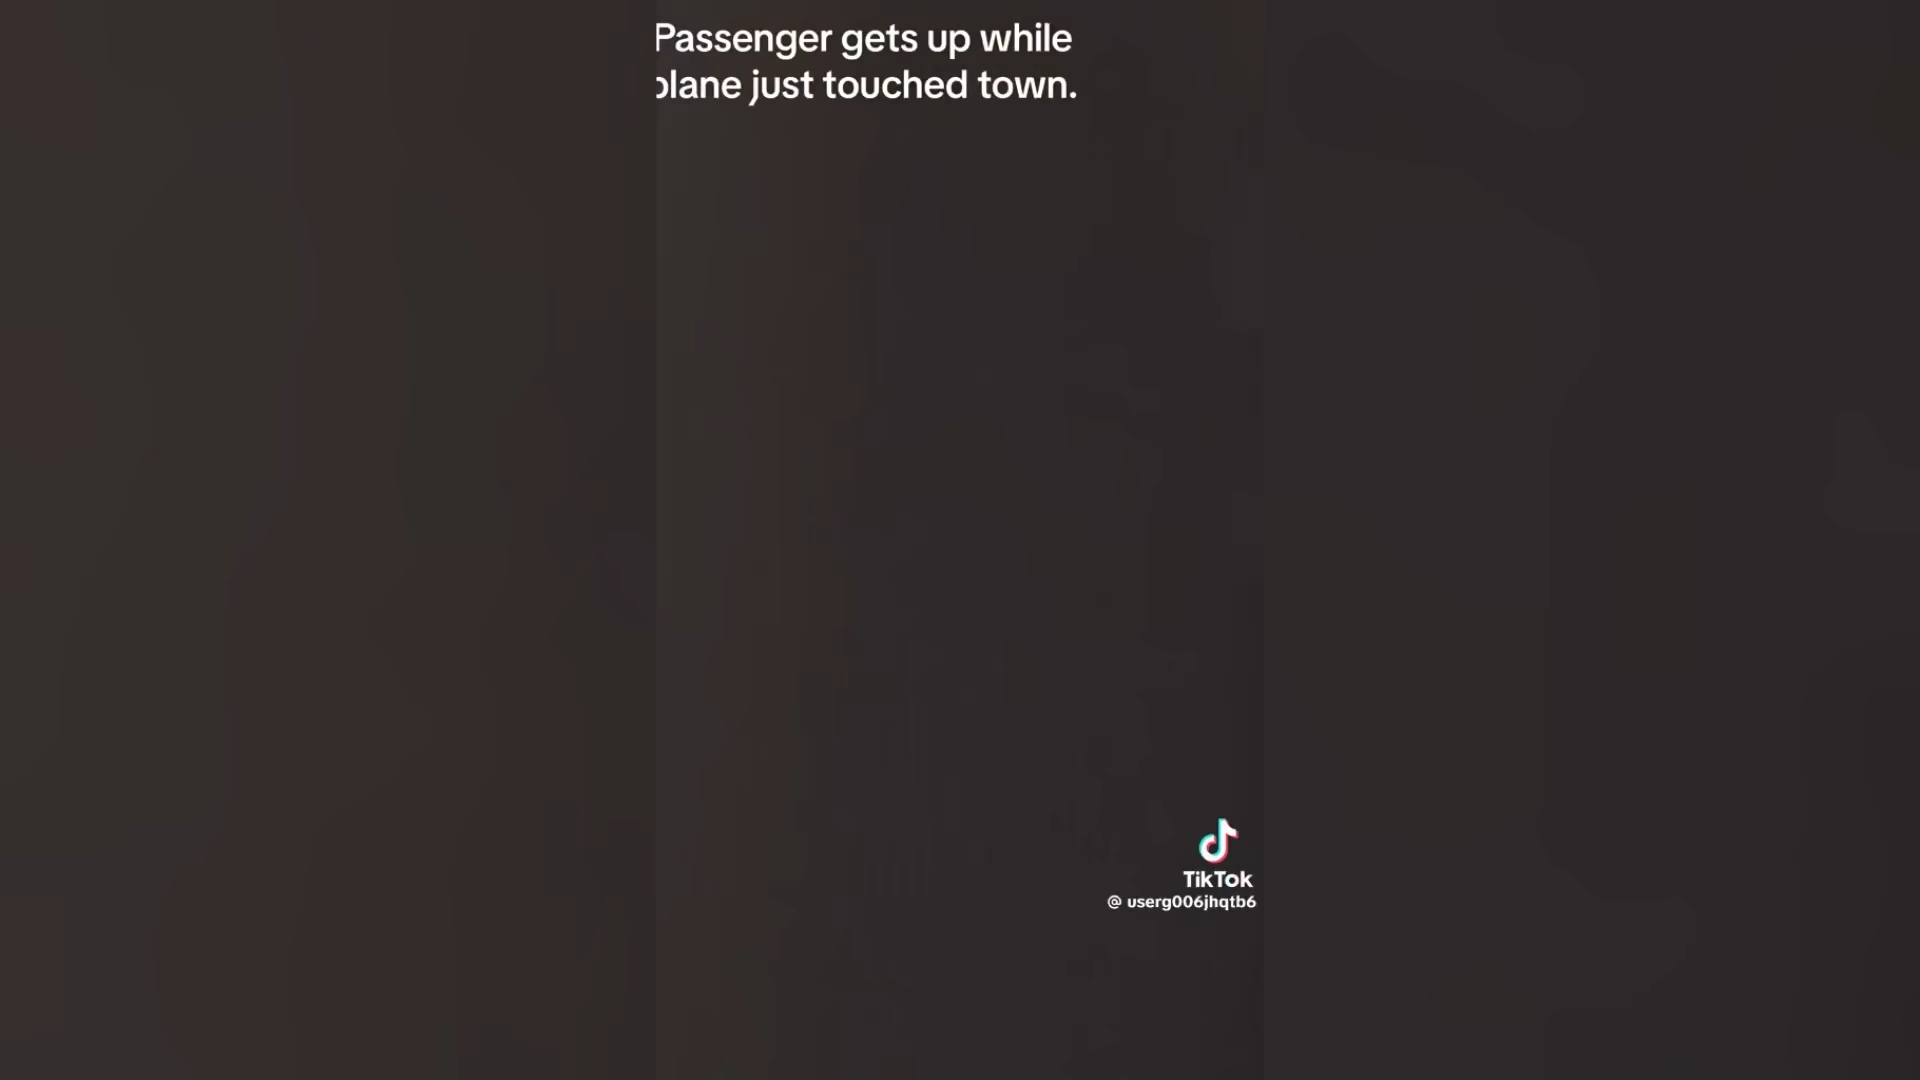 Passenger gets up while
plane just touched town.
TikTok
@ userg006jhqtb6